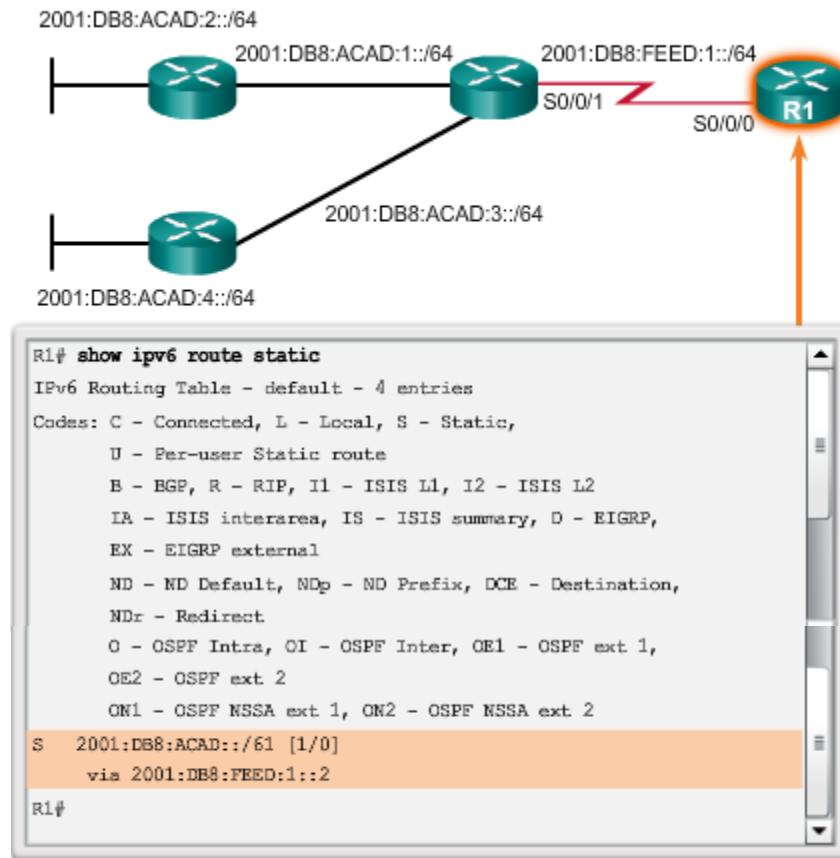 2001:DB8:ACAD:2::/64
2001:DB8:ACAD:1::/64
2001:DB8:FEED:1::/64
S0/0/1
R1
S0/0/0
2001:DB8:ACAD:3::/64
2001:DB8:ACAD:4::/64
R1# show ipv6 route static
IPv6 Routing Table - default - 4 entries
Codes: C - Connected, L - Local, S - Static,
U - Per-user Static route
B - BGP, R - RIP, I1 - ISIS L1, I2 - ISIS L2
IA - ISIS interarea, IS - ISIS summary, D - EIGRP,
EX - EIGRP external
ND - ND Default, NDp - ND Prefix, DCE - Destination,
NDr - Redirect
O - OSPF Intra, OI - OSPF Inter, OE1 - OSPF ext 1,
OE2 - OSPF ext 2
ON1 - OSPF NSSA ext 1, ON2 - OSPF NSSA ext 2
S 2001:DB8:ACAD::/61 [1/0]
via 2001:DB8:FEED:1::2
R1#